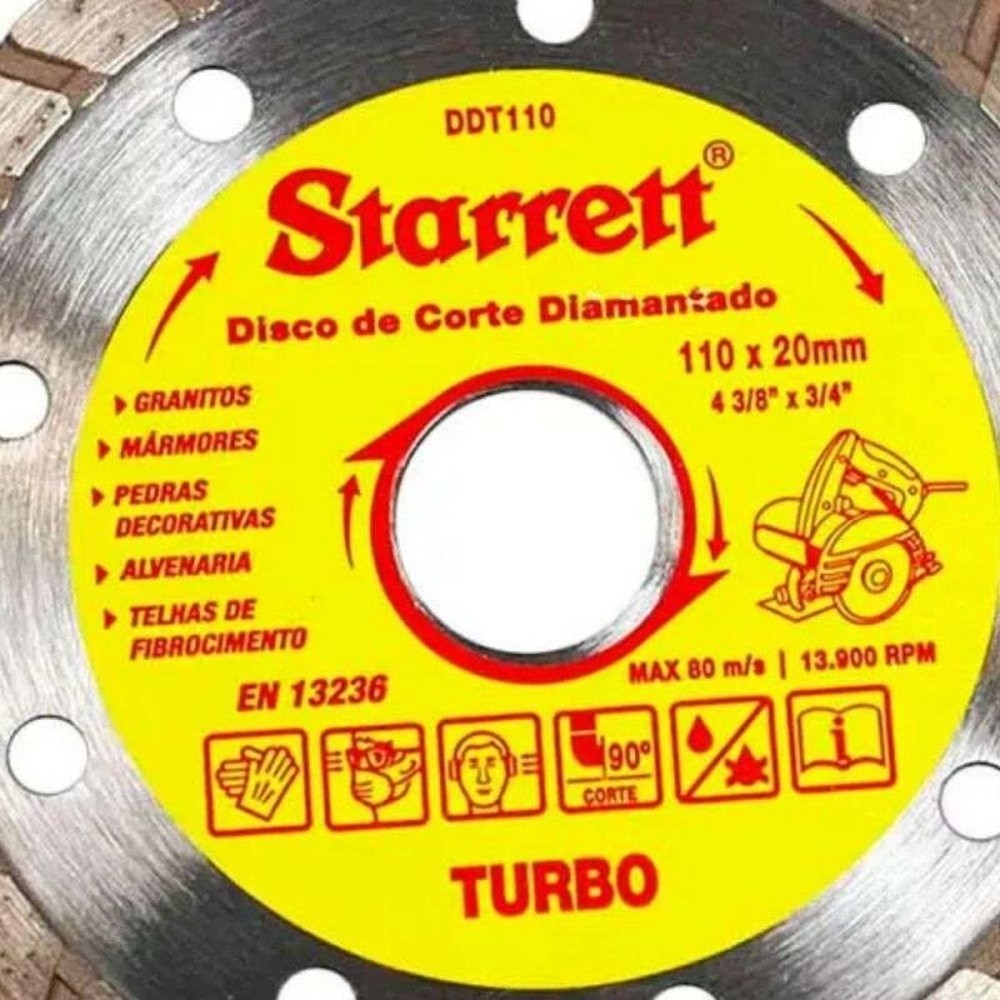 DDT110
Starrett®
Disco de Corte Diamantado
110 x 20mm
4 3/8" x 3/4"
GRANITOS
MÁRMORES
PEDRAS
DECORATIVAS
ALVENARIA
TELHAS DE
FIBROCIMENTO
MAX 80 m/s | 13.900 RPM
EN 13236
90º
CORTE
i
TURBO